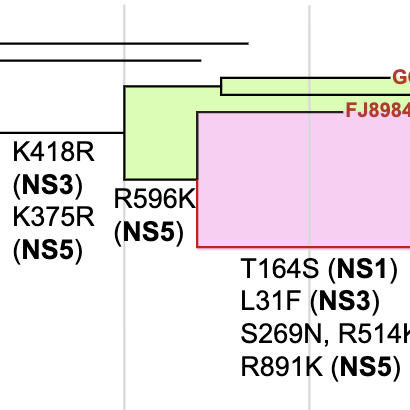 G
FJ8984
K418R
(NS3)
K375R
(NS5)
R596K
(NS5)
T164S (NS1)
L31F (NS3)
S269N, R514K
R891K (NS5)